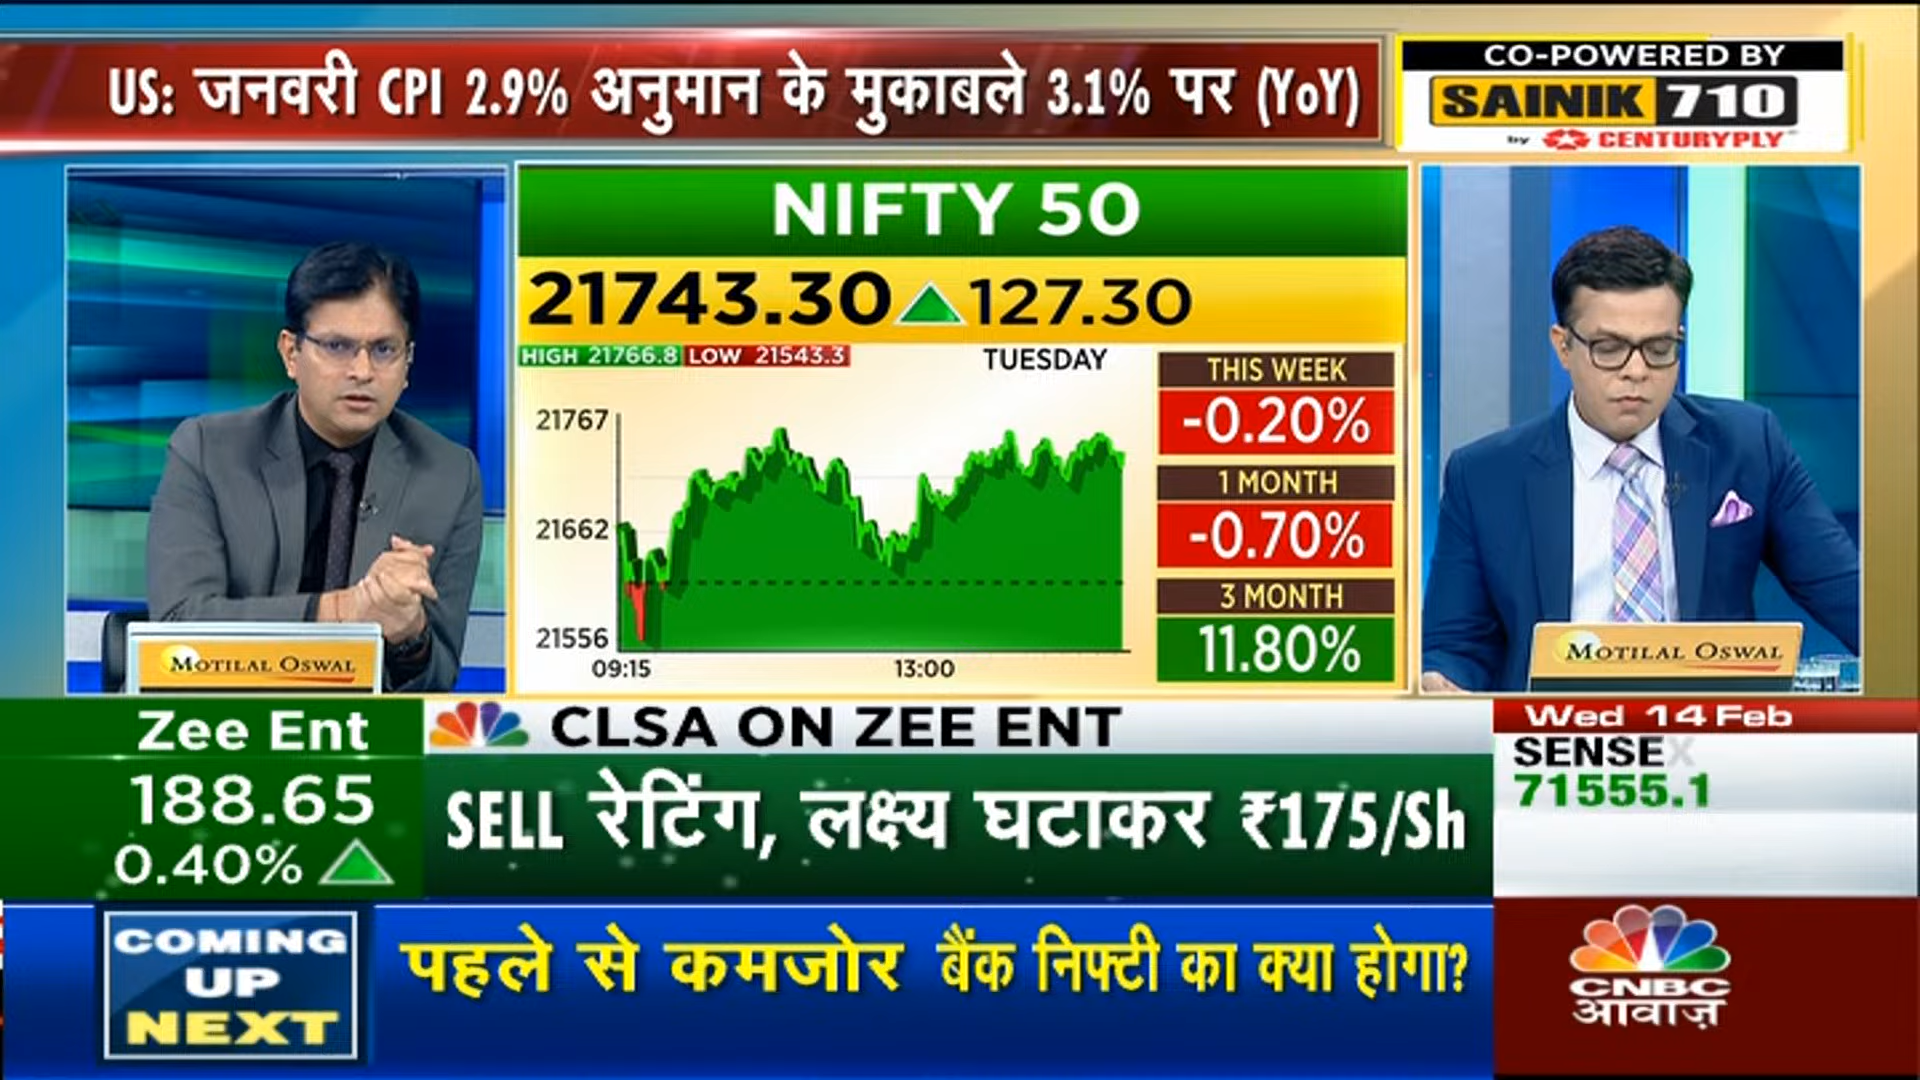 US: जनवरी CPI 2.9% अनुमान के मुकाबले 3.1% पर (YoY)
CO-POWERED BY
SAINIK 710
by CENTURYPLY
NIFTY 50
21743.30 127.30
HIGH 21766.8 LOW 21543.3
TUESDAY
21767
21662
21556
09:15 13:00
THIS WEEK
-0.20%
1 MONTH
-0.70%
3 MONTH
11.80%
MOTILAL OSWAL
MOTILAL OSWAL
Zee Ent
188.65
0.40%
CLSA ON ZEE ENT
SELL रेटिंग, लक्ष्य घटाकर ₹175/Sh
Wed 14 Feb
SENSEX
71555.1
COMING
UP
NEXT
पहले से कमजोर बैंक निफ्टी का क्या होगा?
CNBC
आवाज़